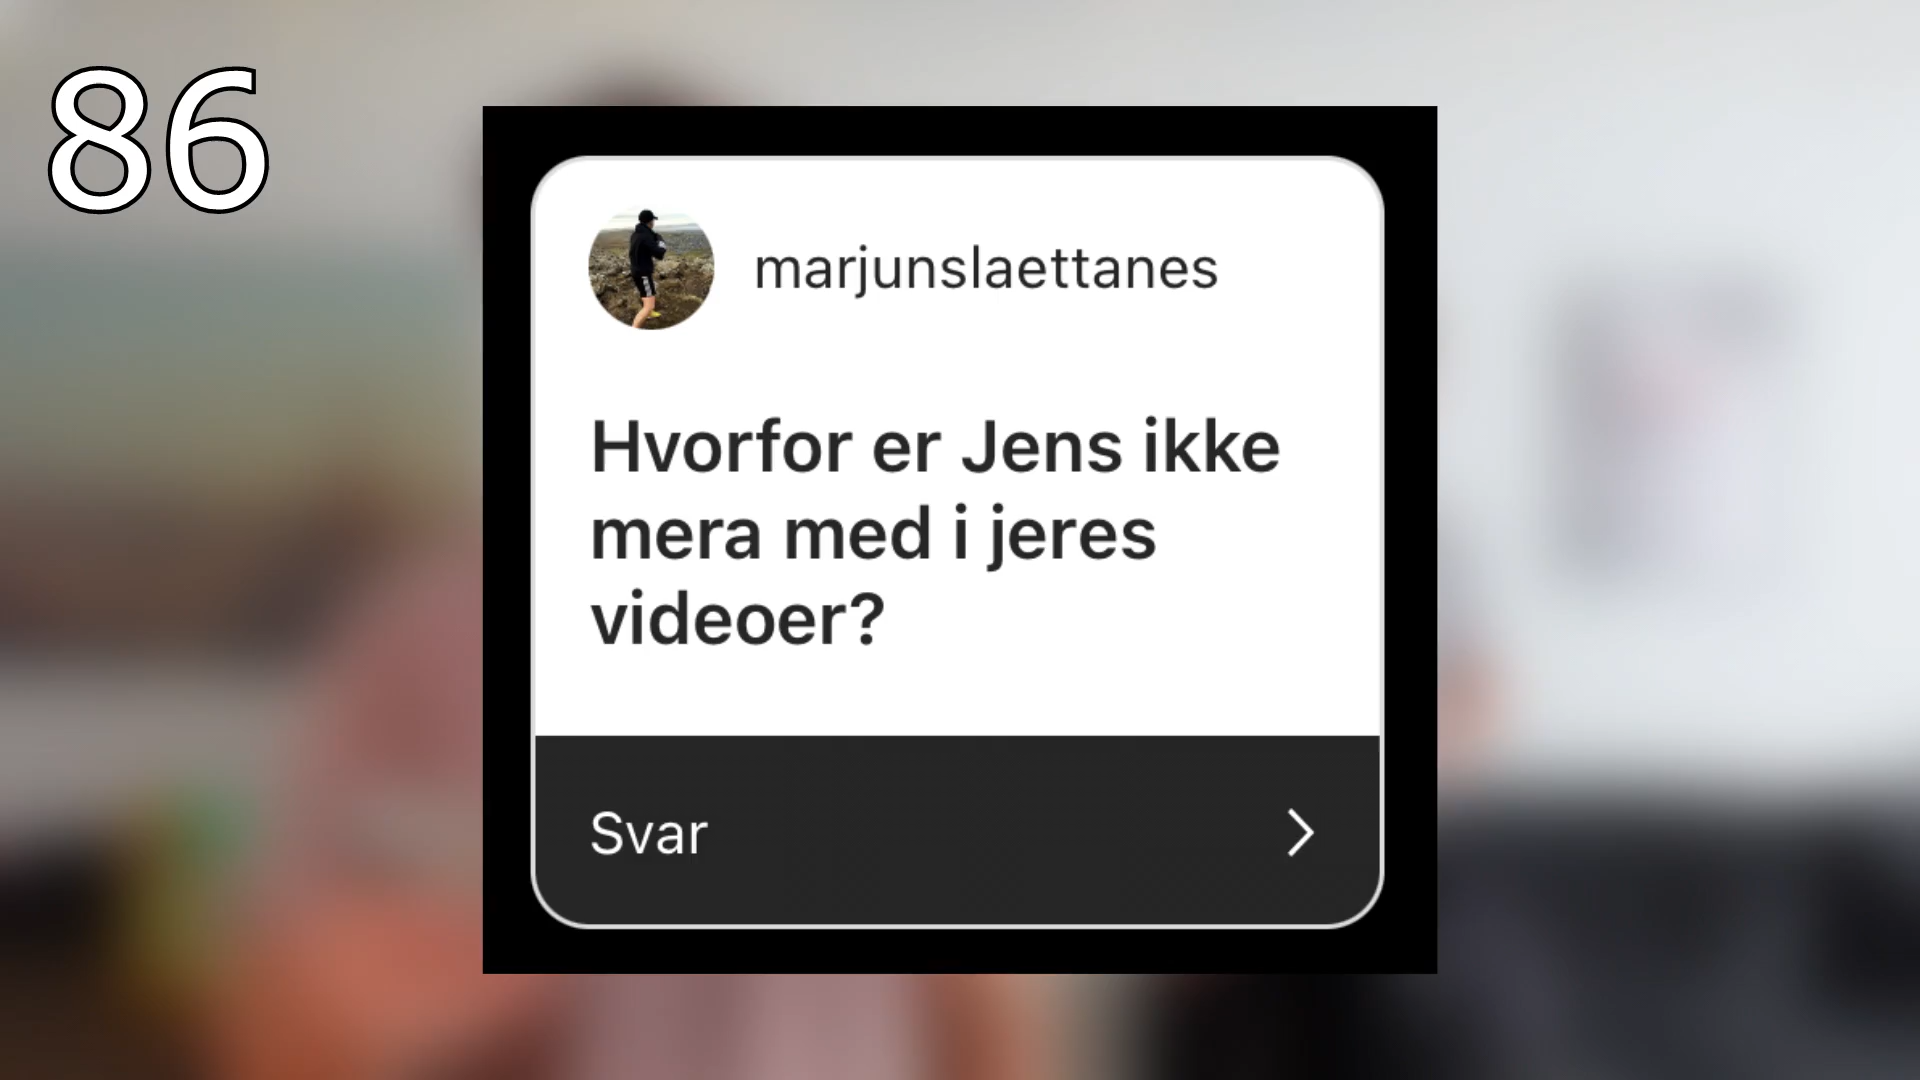 86
marjunslaettanes
Hvorfor er Jens ikke
mera med i jeres
videoer?
Svar